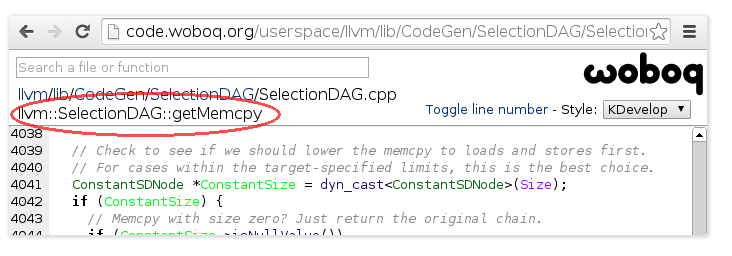 code.woboq.org/userspace/llvm/lib/CodeGen/SelectionDAG/Selection
Search a file or function
woboq
llvm/lib/CodeGen/SelectionDAG/SelectionDAG.cpp
llvm::SelectionDAG::getMemcpy
Toggle line number - Style: KDevelop
4038
4039 // Check to see if we should lower the memcpy to loads and stores first.
4040 // For cases within the target-specified limits, this is the best choice.
4041 ConstantSDNode *ConstantSize = dyn_cast<ConstantSDNode>(Size);
4042 if (ConstantSize) {
4043 // Memcpy with size zero? Just return the original chain.
4044 if (ConstantSize->isNullValue())